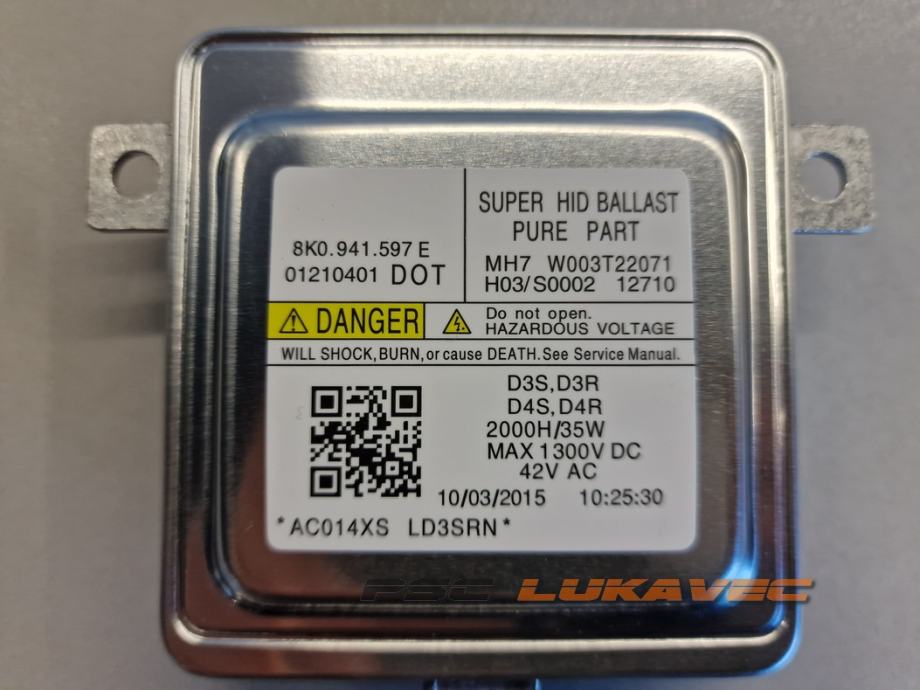 8K0.941.597 E
01210401 DOT
SUPER HID BALLAST
PURE PART
MH7 W003T22071
H03/S0002 12710
DANGER
Do not open.
HAZARDOUS VOLTAGE
WILL SHOCK, BURN, or cause DEATH. See Service Manual.
D3S, D3R
D4S, D4R
2000H/35W
MAX 1300V DC
42V AC
10/03/2015 10:25:30
*AC014XS LD3SRN*
PSC LUKAVEC